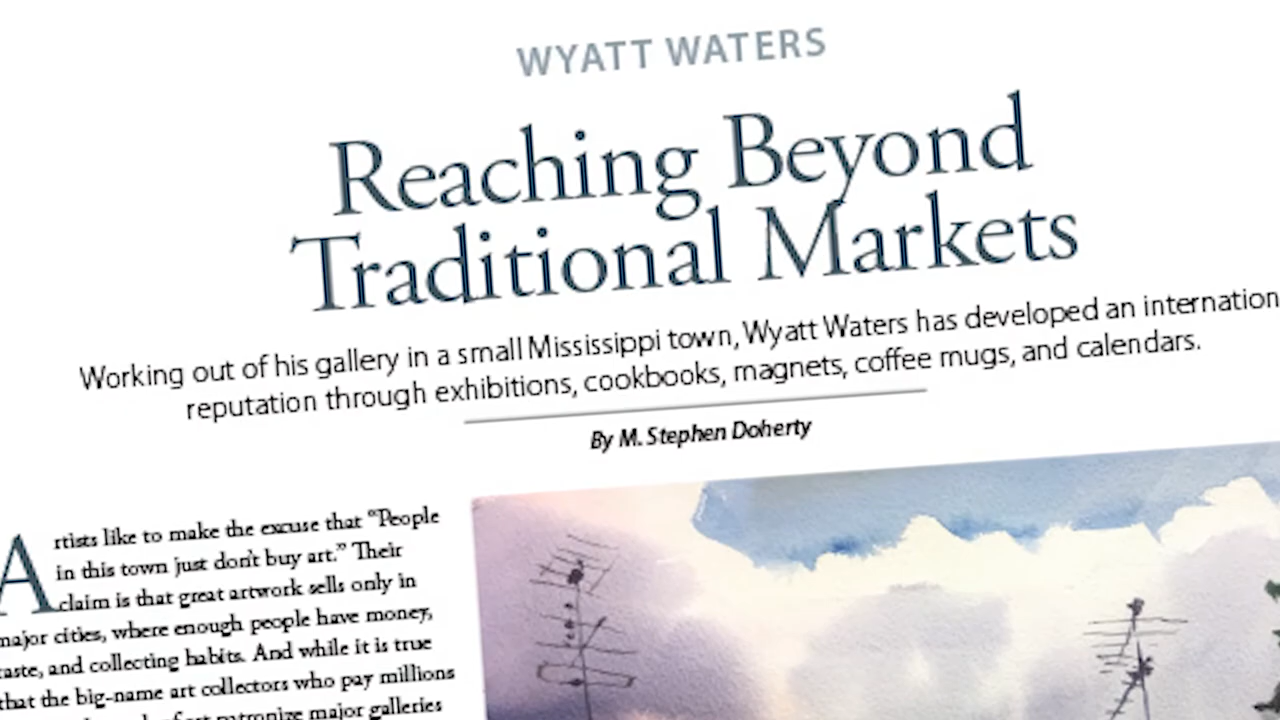 WYATT WATERS
Reaching Beyond
Traditional Markets
Working out of his gallery in a small Mississippi town, Wyatt Waters has developed an internation
reputation through exhibitions, cookbooks, magnets, coffee mugs, and calendars.
By M. Stephen Doherty
Artists like to make the excuse that “People
in this town just don't buy art.” Their
claim is that great artwork sells only in
major cities, where enough people have money,
taste, and collecting habits. And while it is true
that the big-name art collectors who pay millions
patronize major galleries